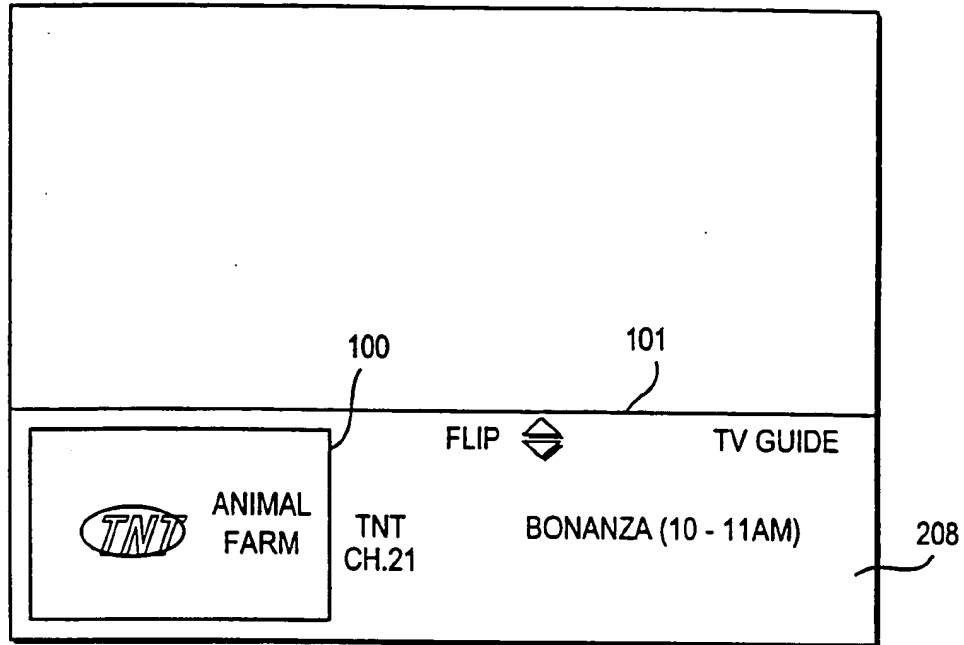 100
101
FLIP
TV GUIDE
TNT
ANIMAL
FARM
TNT
CH.21
BONANZA (10 - 11AM)
208